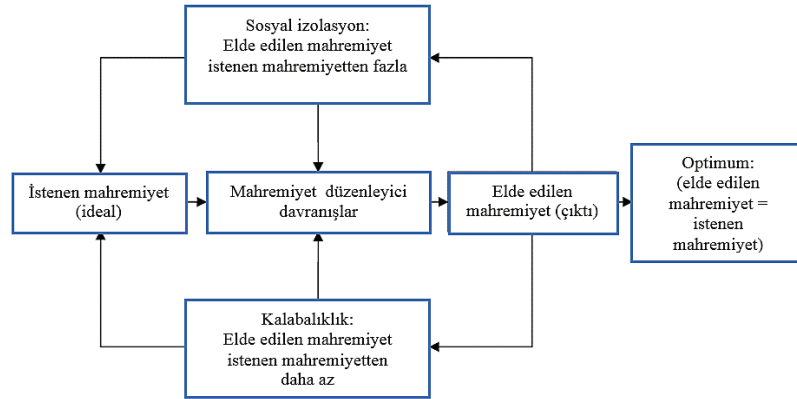 Sosyal izolasyon:
Elde edilen mahremiyet
istenen mahremiyetten fazla
İstenen mahremiyet
(ideal)
Mahremiyet düzenleyici
davranışlar
Elde edilen
mahremiyet (çıktı)
Optimum:
(elde edilen
mahremiyet =
istenen
mahremiyet)
Kalabalıklık:
Elde edilen mahremiyet
istenen mahremiyetten
daha az